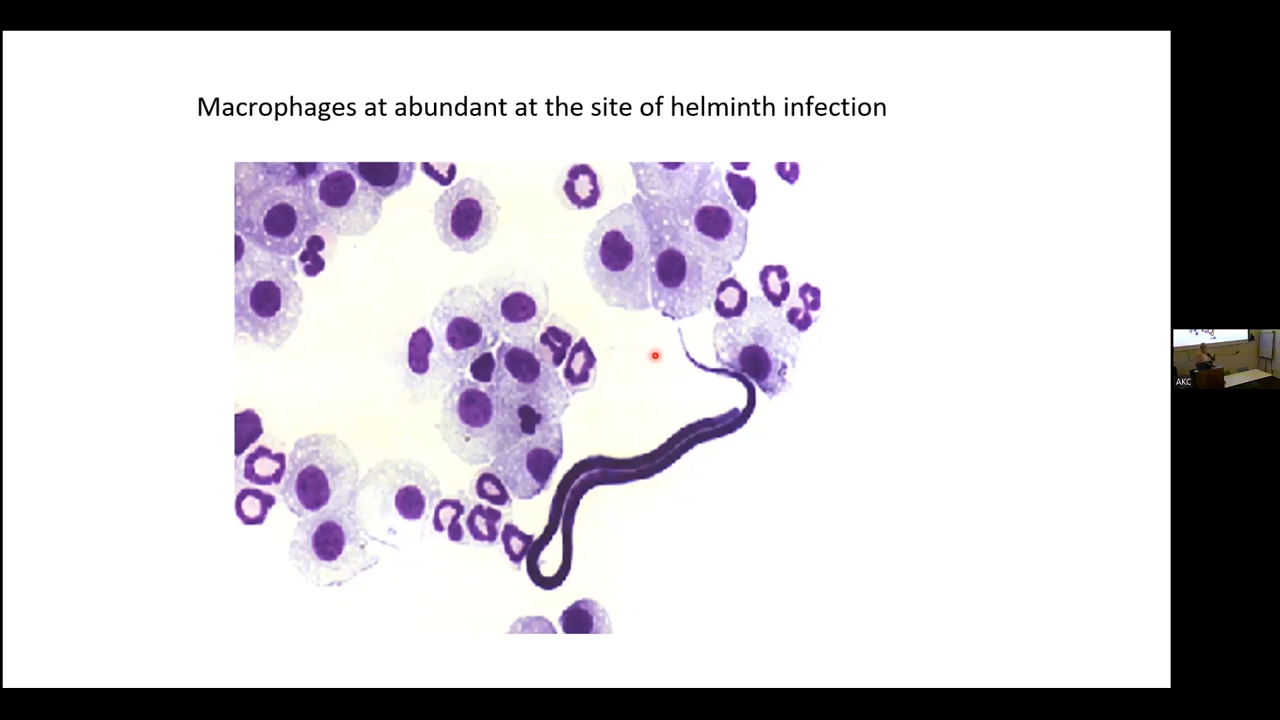 Macrophages at abundant at the site of helminth infection
AKC